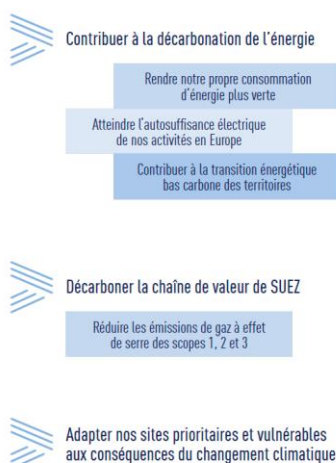 Contribuer à la décarbonation de l’énergie
Rendre notre propre consommation
d’énergie plus verte
Atteindre l’autosuffisance électrique
de nos activités en Europe
Contribuer à la transition énergétique
bas carbone des territoires
Décarboner la chaîne de valeur de SUEZ
Réduire les émissions de gaz à effet
de serre des scopes 1, 2 et 3
Adapter nos sites prioritaires et vulnérables
aux conséquences du changement climatique